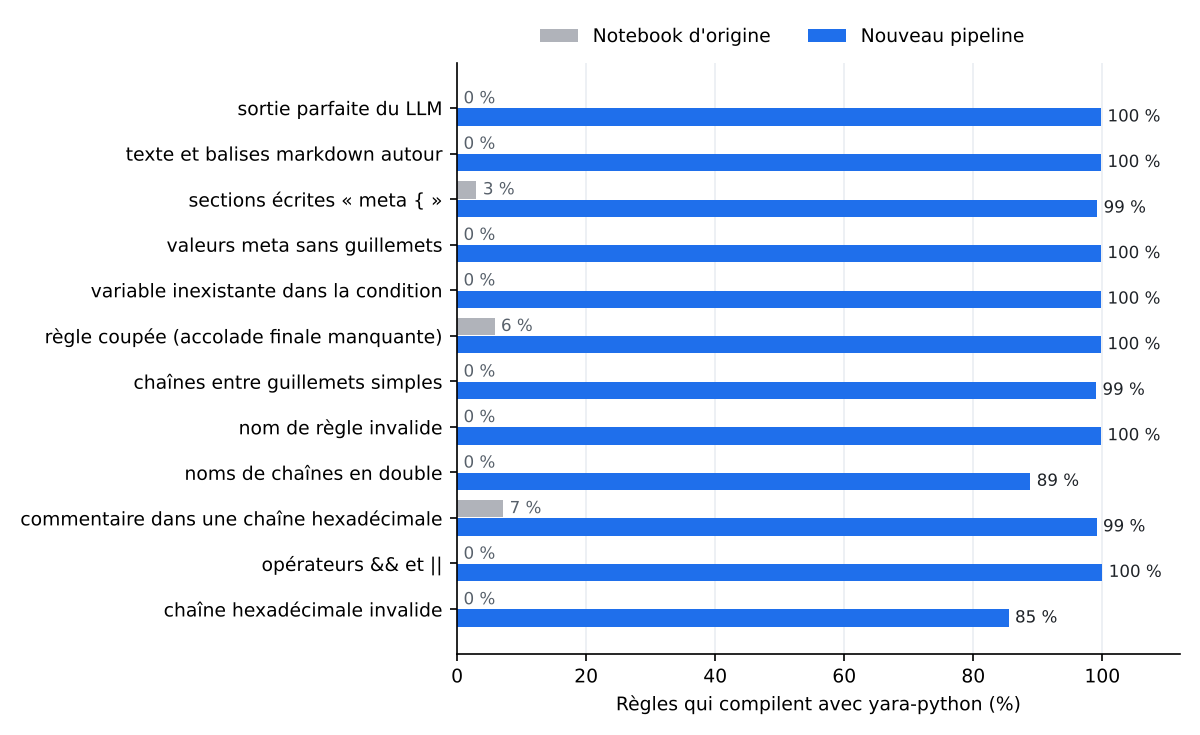 Notebook d'origine Nouveau pipeline
sortie parfaite du LLM 0 % 100 %
texte et balises markdown autour 0 % 100 %
sections écrites « meta { » 3 % 99 %
valeurs meta sans guillemets 0 % 100 %
variable inexistante dans la condition 0 % 100 %
règle coupée (accolade finale manquante) 6 % 100 %
chaînes entre guillemets simples 0 % 99 %
nom de règle invalide 0 % 100 %
noms de chaînes en double 0 % 89 %
commentaire dans une chaîne hexadécimale 7 % 99 %
opérateurs && et || 0 % 100 %
chaîne hexadécimale invalide 0 % 85 %
0 20 40 60 80 100
Règles qui compilent avec yara-python (%)